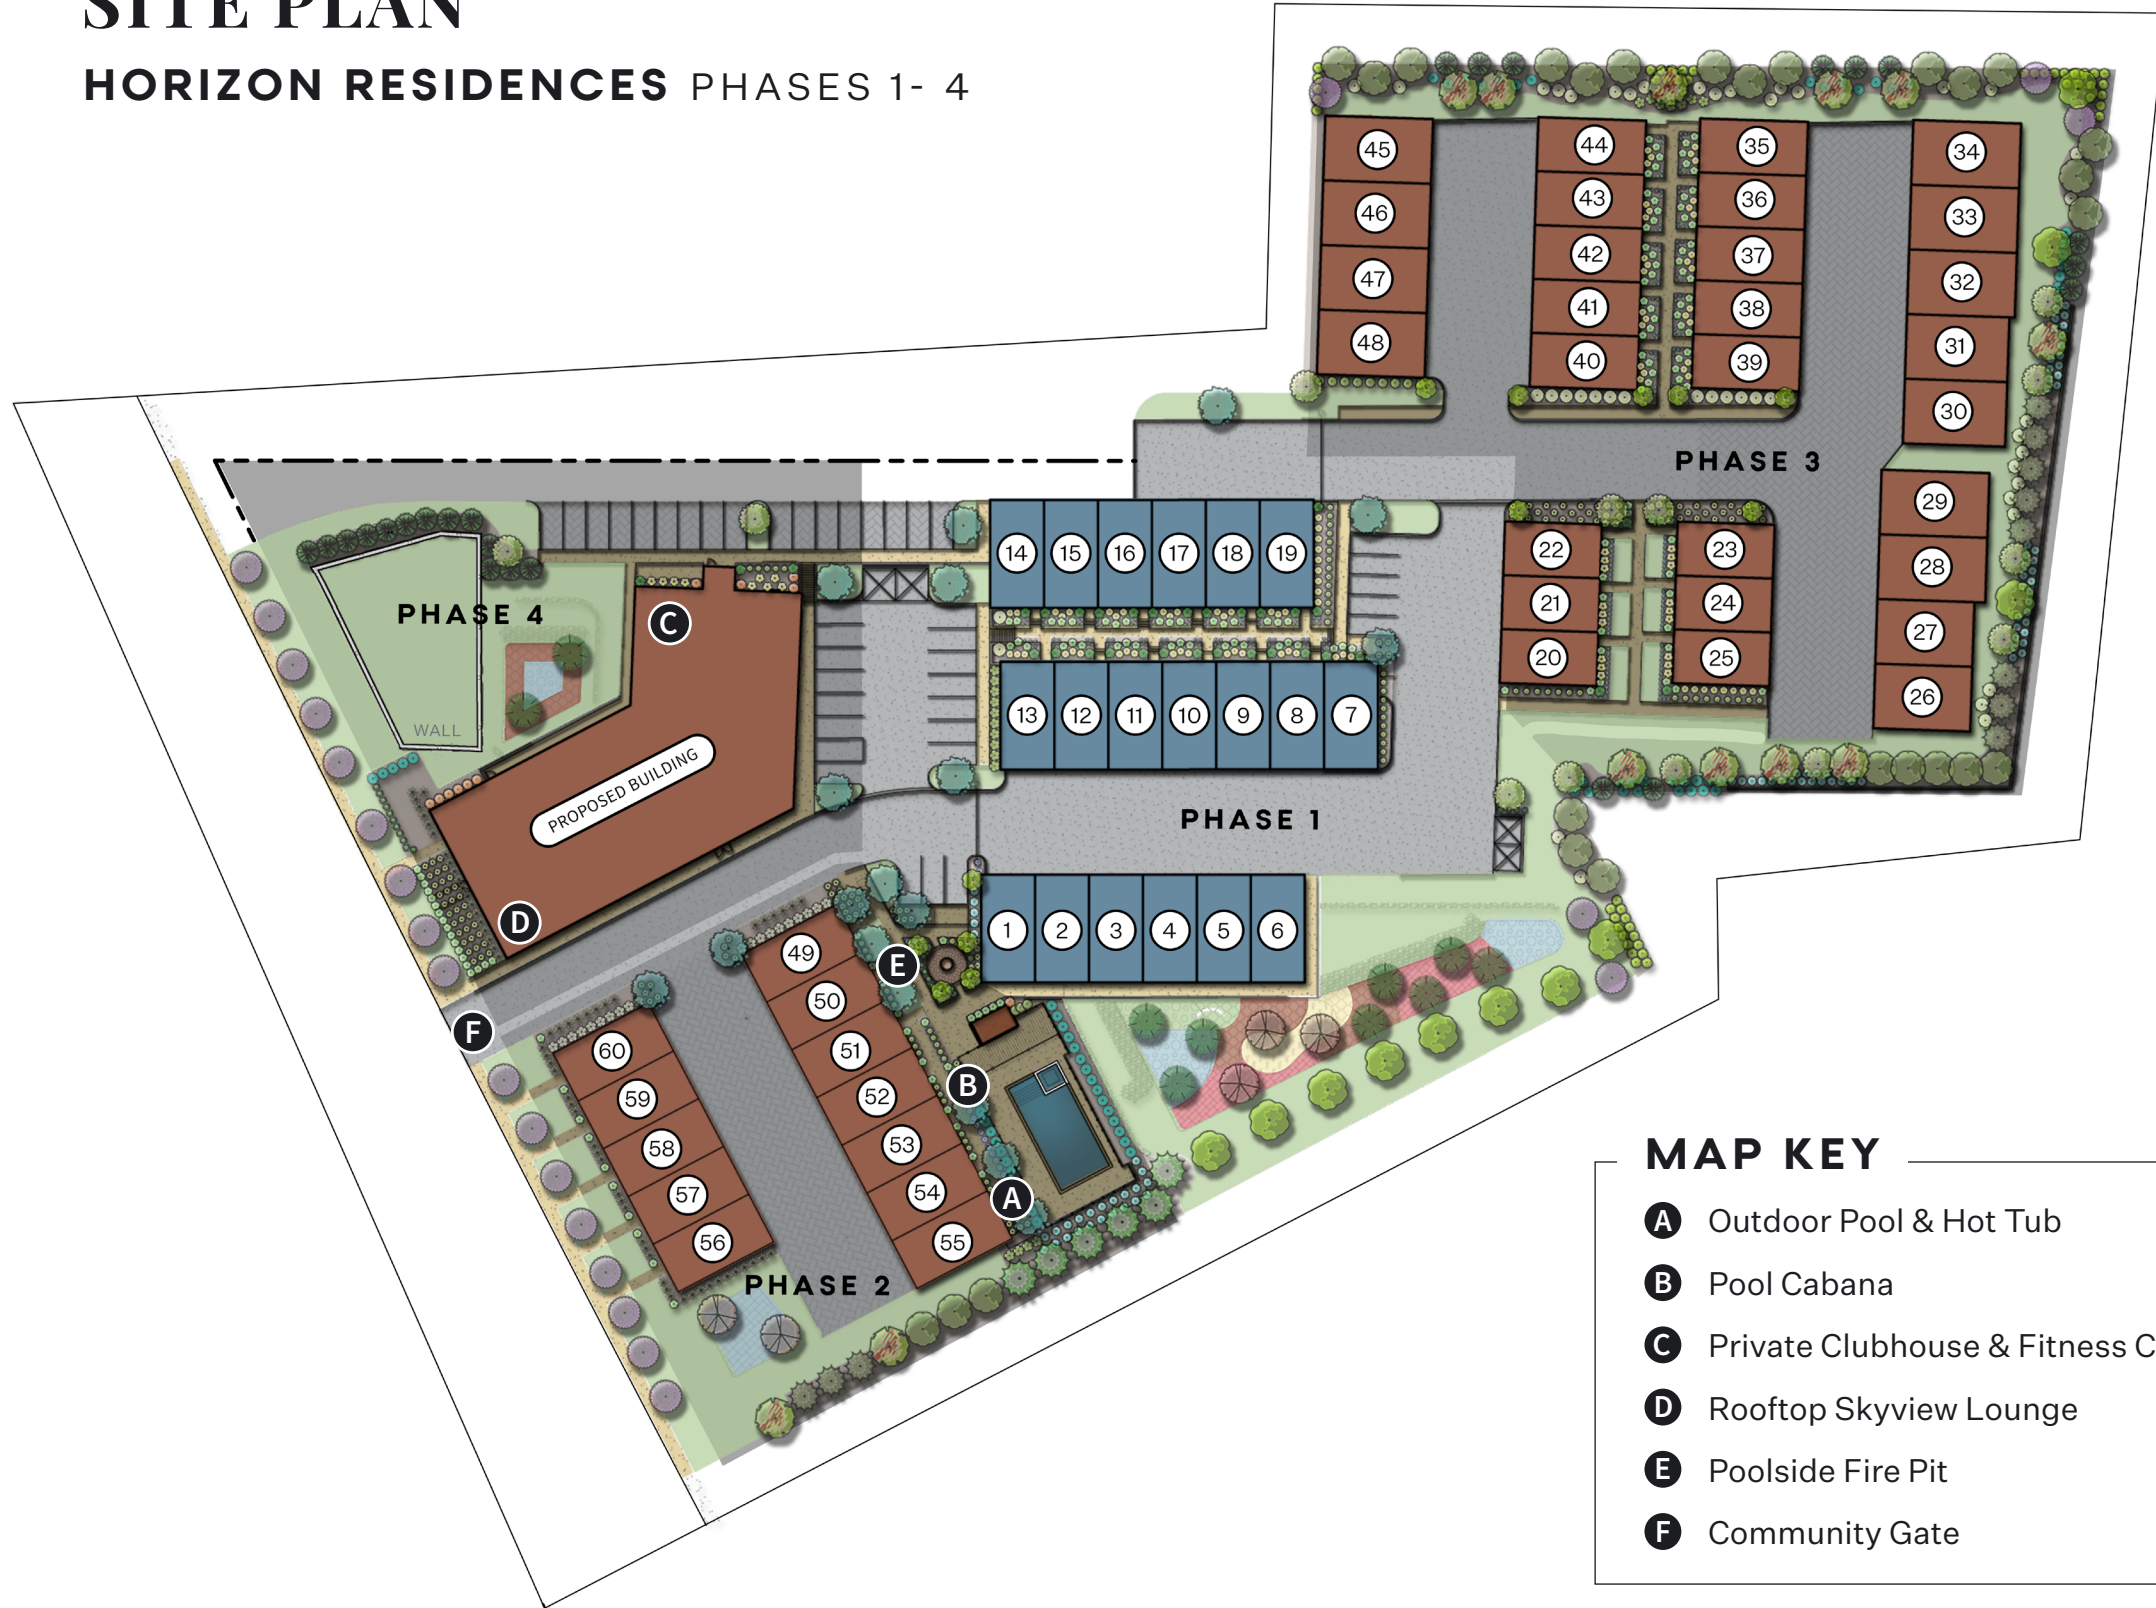 SITE PLAN
HORIZON RESIDENCES PHASES 1- 4
45
44
35
34
46
43
36
33
47
42
37
32
48
41
38
31
40
39
30
PHASE 3
29
14 15 16 17 18 19
22
23
28
21
24
27
20
25
26
PHASE 4
C
WALL
13 12 11 10 9 8 7
PROPOSED BUILDING
PHASE 1
D
1 2 3 4 5 6
E
F
49
50
51
52
53
54
55
60
59
58
57
56
B
A
PHASE 2
MAP KEY
A Outdoor Pool & Hot Tub
B Pool Cabana
C Private Clubhouse & Fitness C
D Rooftop Skyview Lounge
E Poolside Fire Pit
F Community Gate